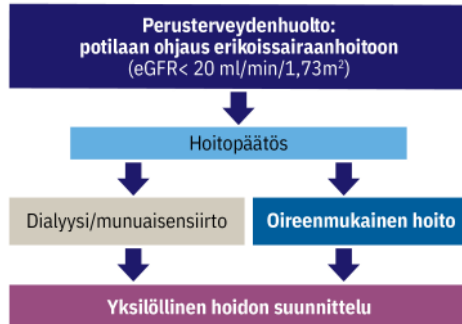 Perusterveydenhuolto:
potilaan ohjaus erikoissairaanhoitoon
(eGFR< 20 ml/min/1,73m²)
Hoitopäätös
Dialyysi/munuaisensiirto
Oireenmukainen hoito
Yksilöllinen hoidon suunnittelu